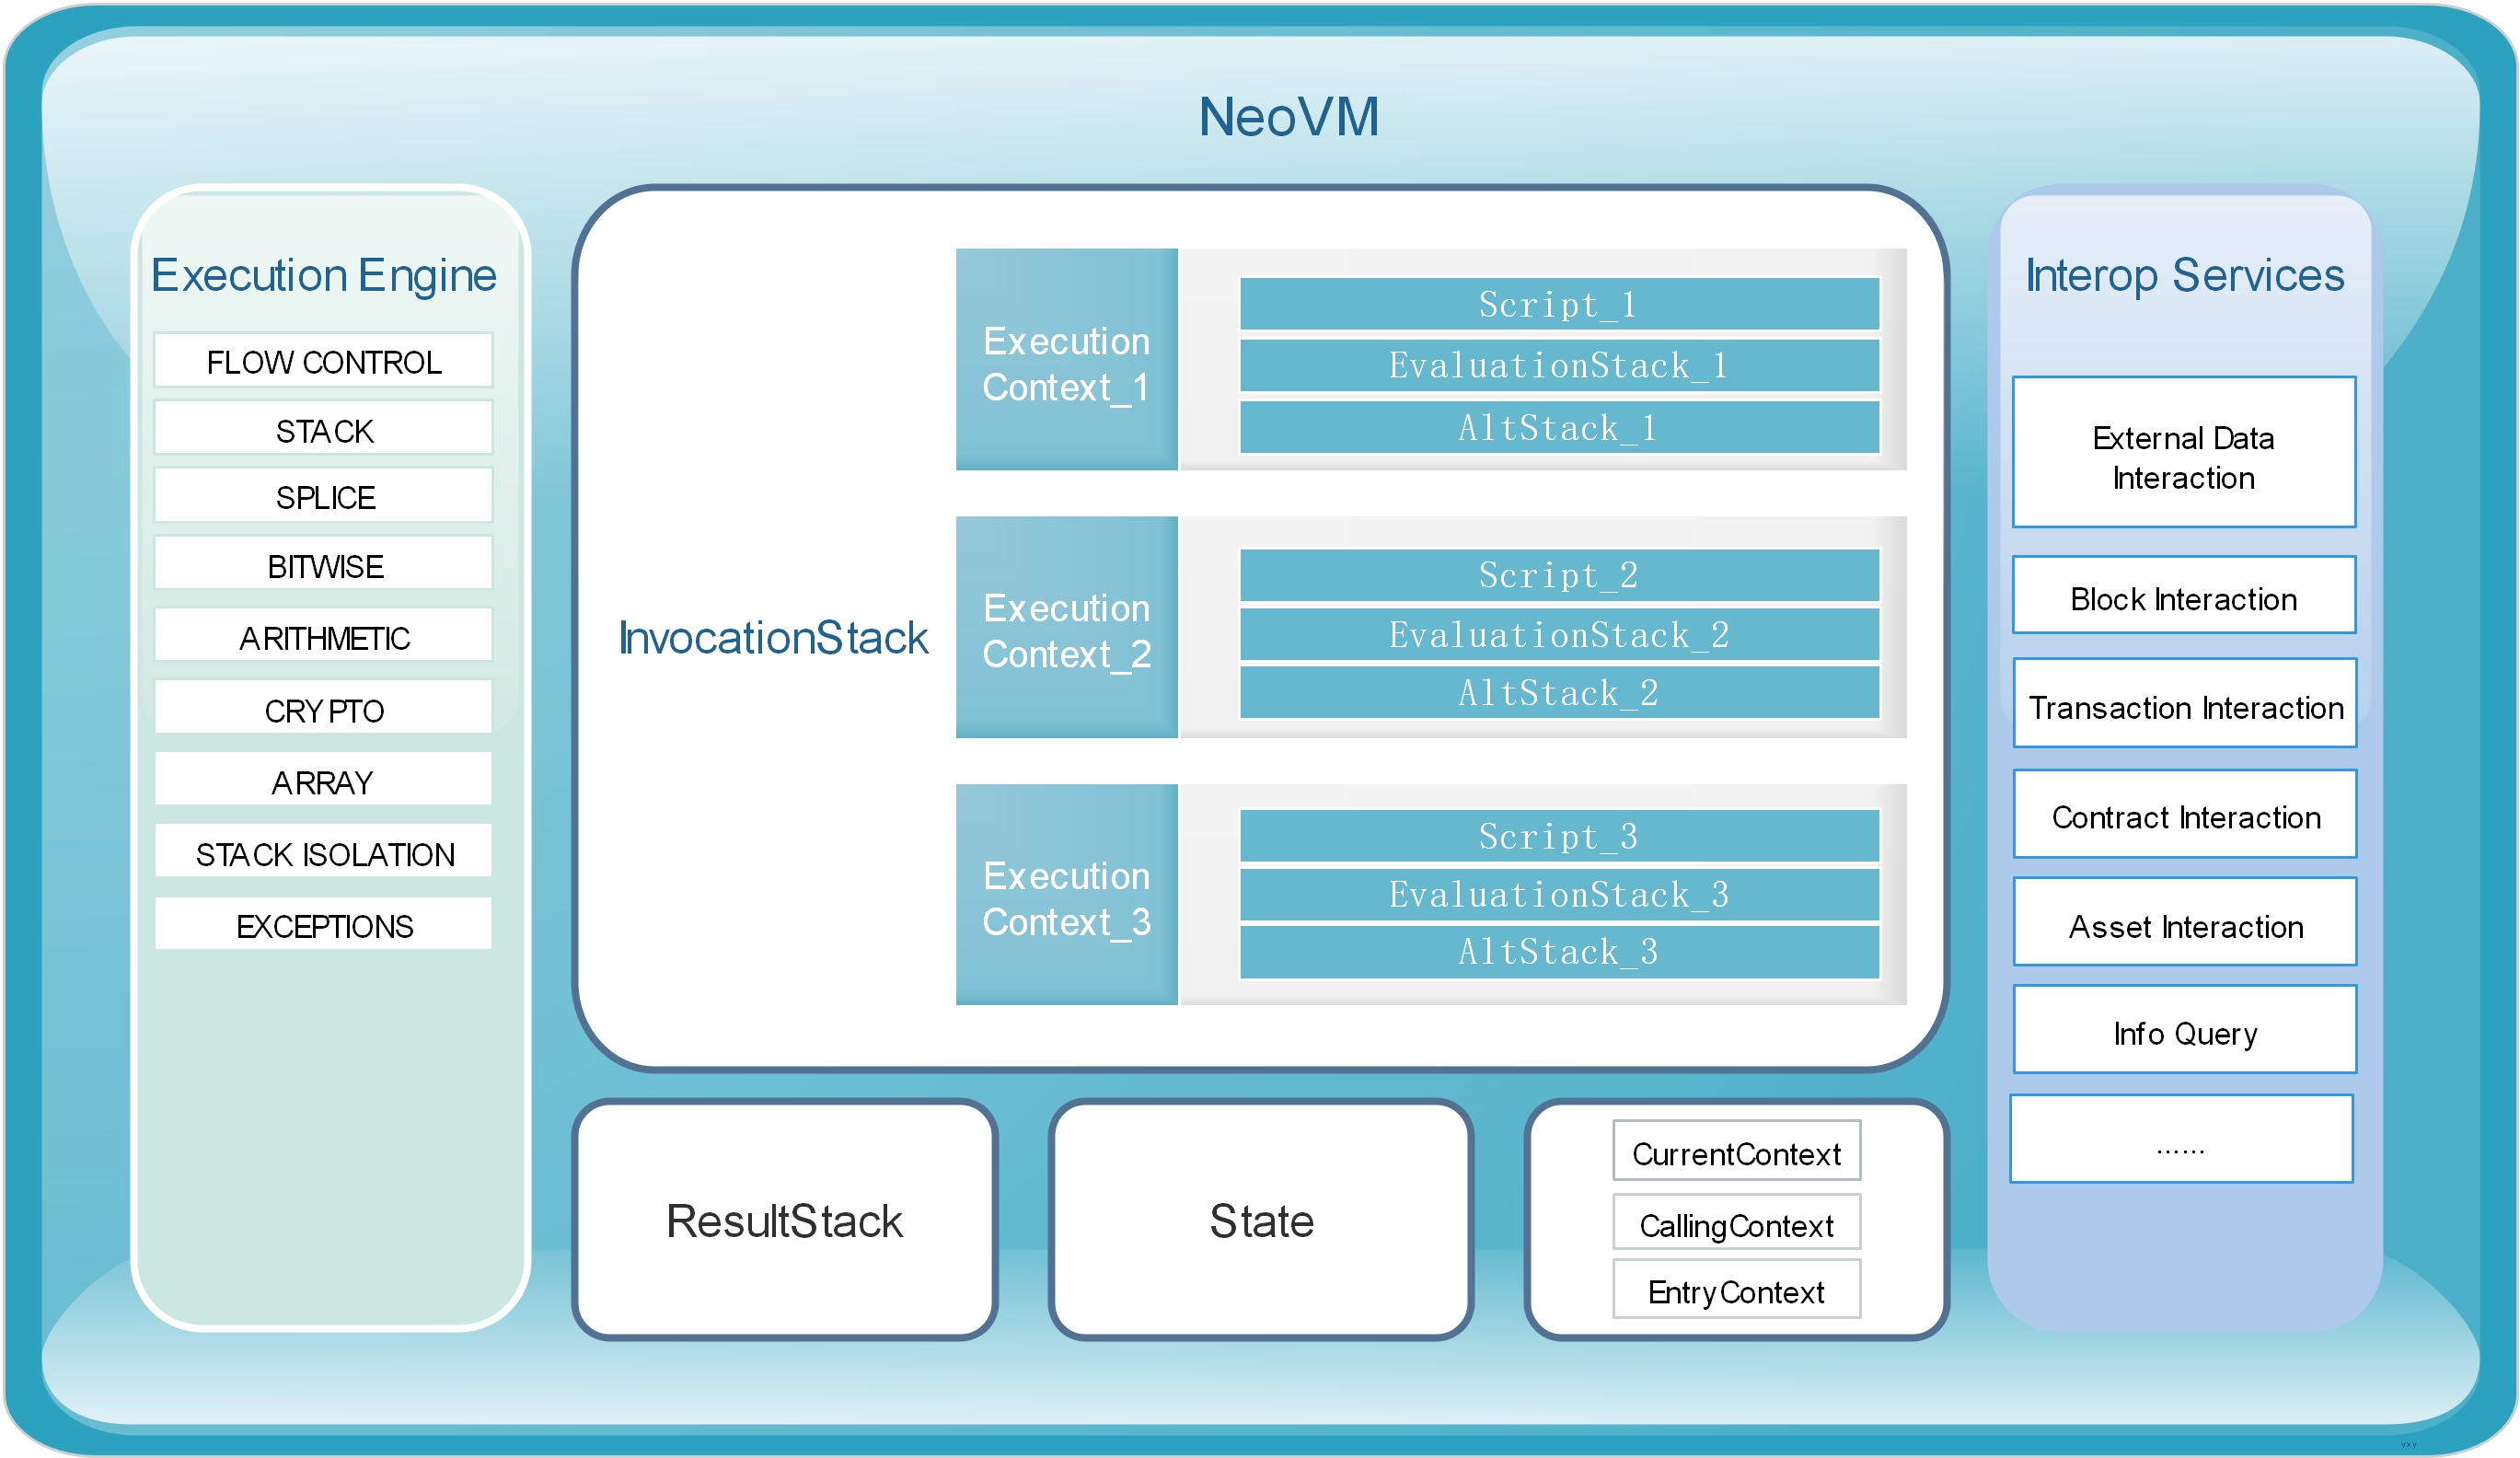 NeoVM
Execution Engine
FLOW CONTROL
STACK
SPLICE
BITWISE
ARITHMETIC
CRYPTO
ARRAY
STACK ISOLATION
EXCEPTIONS
InvocationStack
Execution
Context_1
Script_1
EvaluationStack_1
AltStack_1
Execution
Context_2
Script_2
EvaluationStack_2
AltStack_2
Execution
Context_3
Script_3
EvaluationStack_3
AltStack_3
ResultStack
State
CurrentContext
CallingContext
EntryContext
Interop Services
External Data
Interaction
Block Interaction
Transaction Interaction
Contract Interaction
Asset Interaction
Info Query
......
yxy